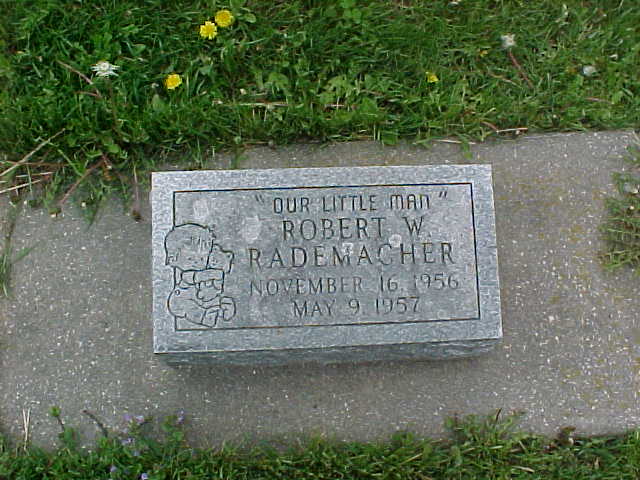 "OUR LITTLE MAN"
ROBERT W
RADEMACHER
NOVEMBER 16, 1956
MAY 9, 1957